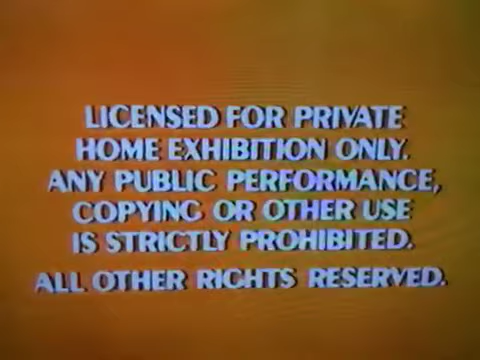 LICENSED FOR PRIVATE
HOME EXHIBITION ONLY.
ANY PUBLIC PERFORMANCE,
COPYING OR OTHER USE
IS STRICTLY PROHIBITED.
ALL OTHER RIGHTS RESERVED.